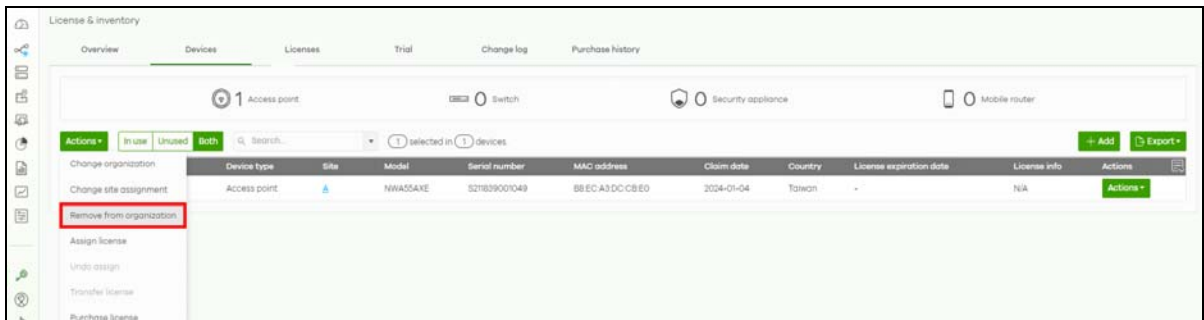 License & inventory
Overview Devices Licenses Trial Change log Purchase history
1 Access point 0 Switch 0 Security appliance 0 Mobile router
Actions In use Unused Both Search... 1 selected in 1 devices + Add Export
Change organization Device type Site Model Serial number MAC address Claim date Country License expiration date License info Actions
Change site assignment Access point A NWA55AXE S211839001049 B8:EC:A3:DC:CB:E0 2024-01-04 Taiwan - N/A Actions
Remove from organization
Assign license
Undo assign
Transfer license
Purchase license